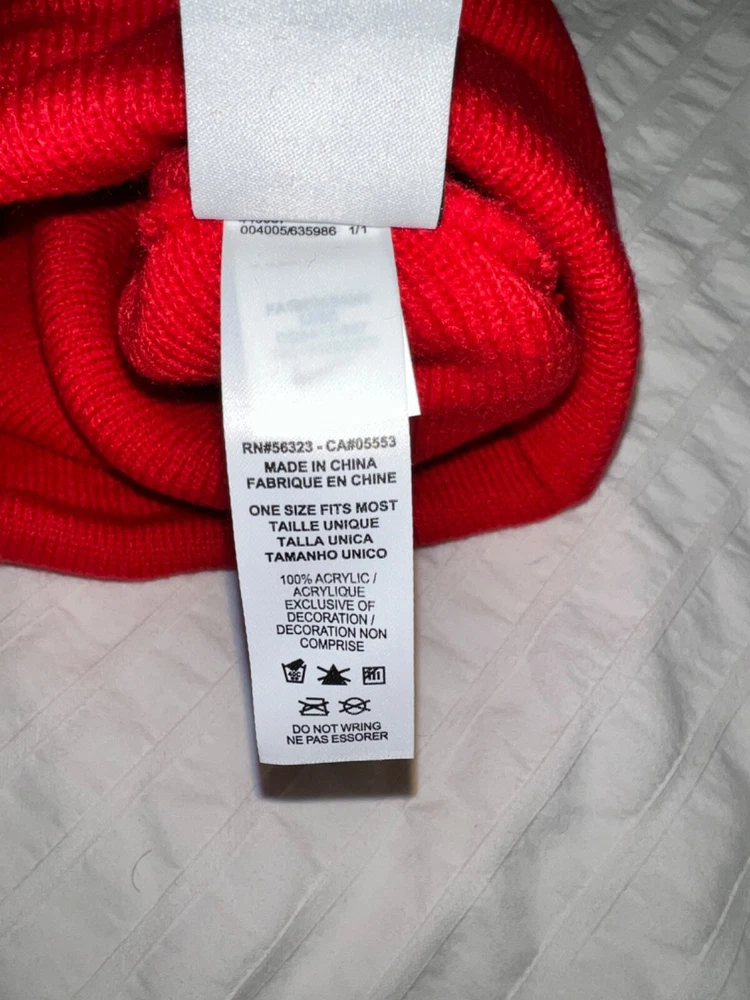 004005/635986 1/1
RN#56323 - CA#05553
MADE IN CHINA
FABRIQUE EN CHINE
ONE SIZE FITS MOST
TAILLE UNIQUE
TALLA UNICA
TAMANHO UNICO
100% ACRYLIC /
ACRYLIQUE
EXCLUSIVE OF
DECORATION /
DECORATION NON
COMPRISE
DO NOT WRING
NE PAS ESSORER